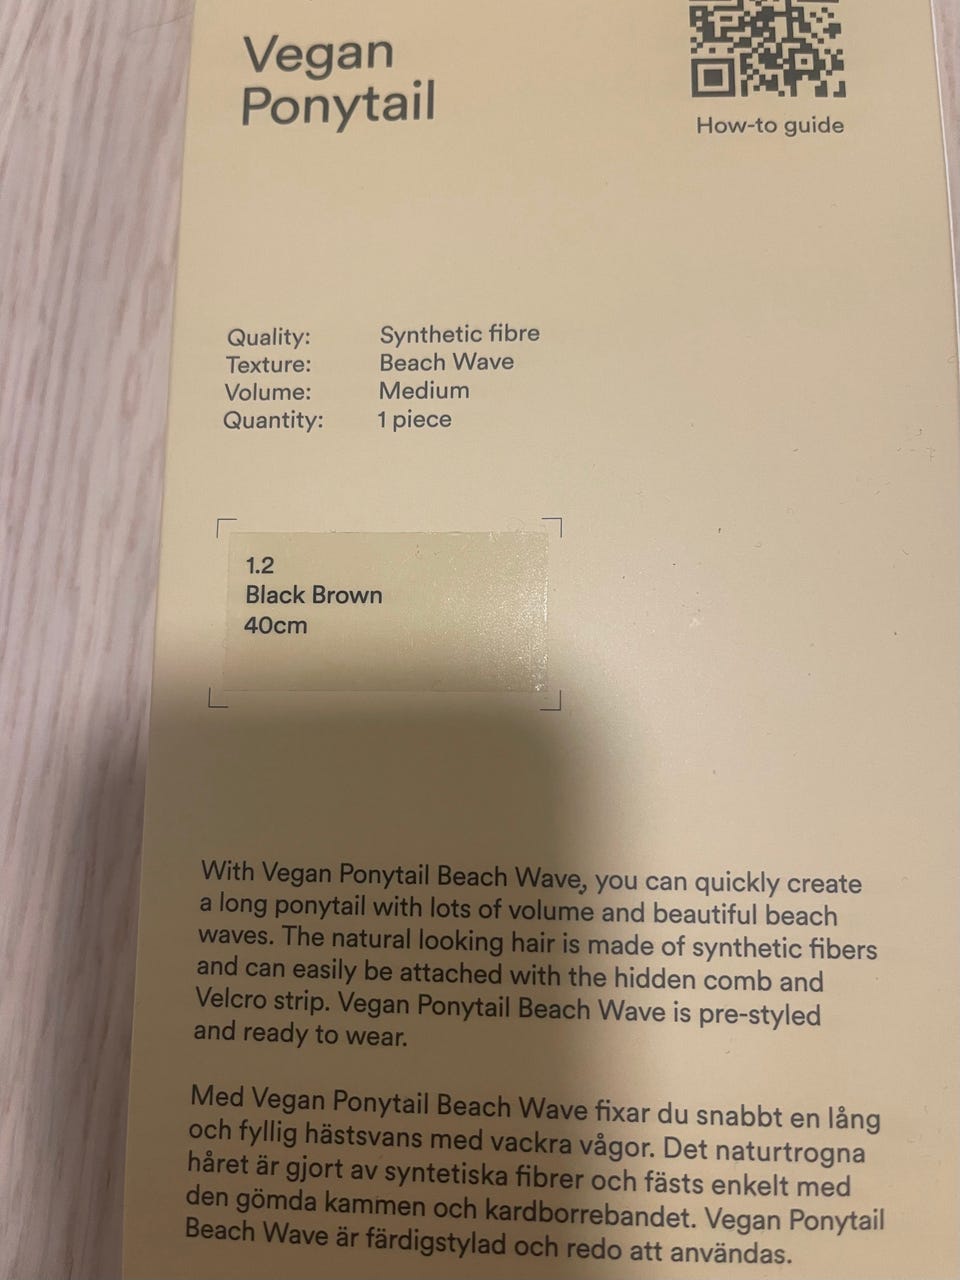 Vegan
Ponytail
How-to guide
Quality: Synthetic fibre
Texture: Beach Wave
Volume: Medium
Quantity: 1 piece
1.2
Black Brown
40cm
With Vegan Ponytail Beach Wave, you can quickly create
a long ponytail with lots of volume and beautiful beach
waves. The natural looking hair is made of synthetic fibers
and can easily be attached with the hidden comb and
Velcro strip. Vegan Ponytail Beach Wave is pre-styled
and ready to wear.
Med Vegan Ponytail Beach Wave fixar du snabbt en lång
och fyllig hästsvans med vackra vågor. Det naturtrogna
håret är gjort av syntetiska fibrer och fästs enkelt med
den gömda kammen och kardborrebandet. Vegan Ponytail
Beach Wave är färdigstylad och redo att användas.